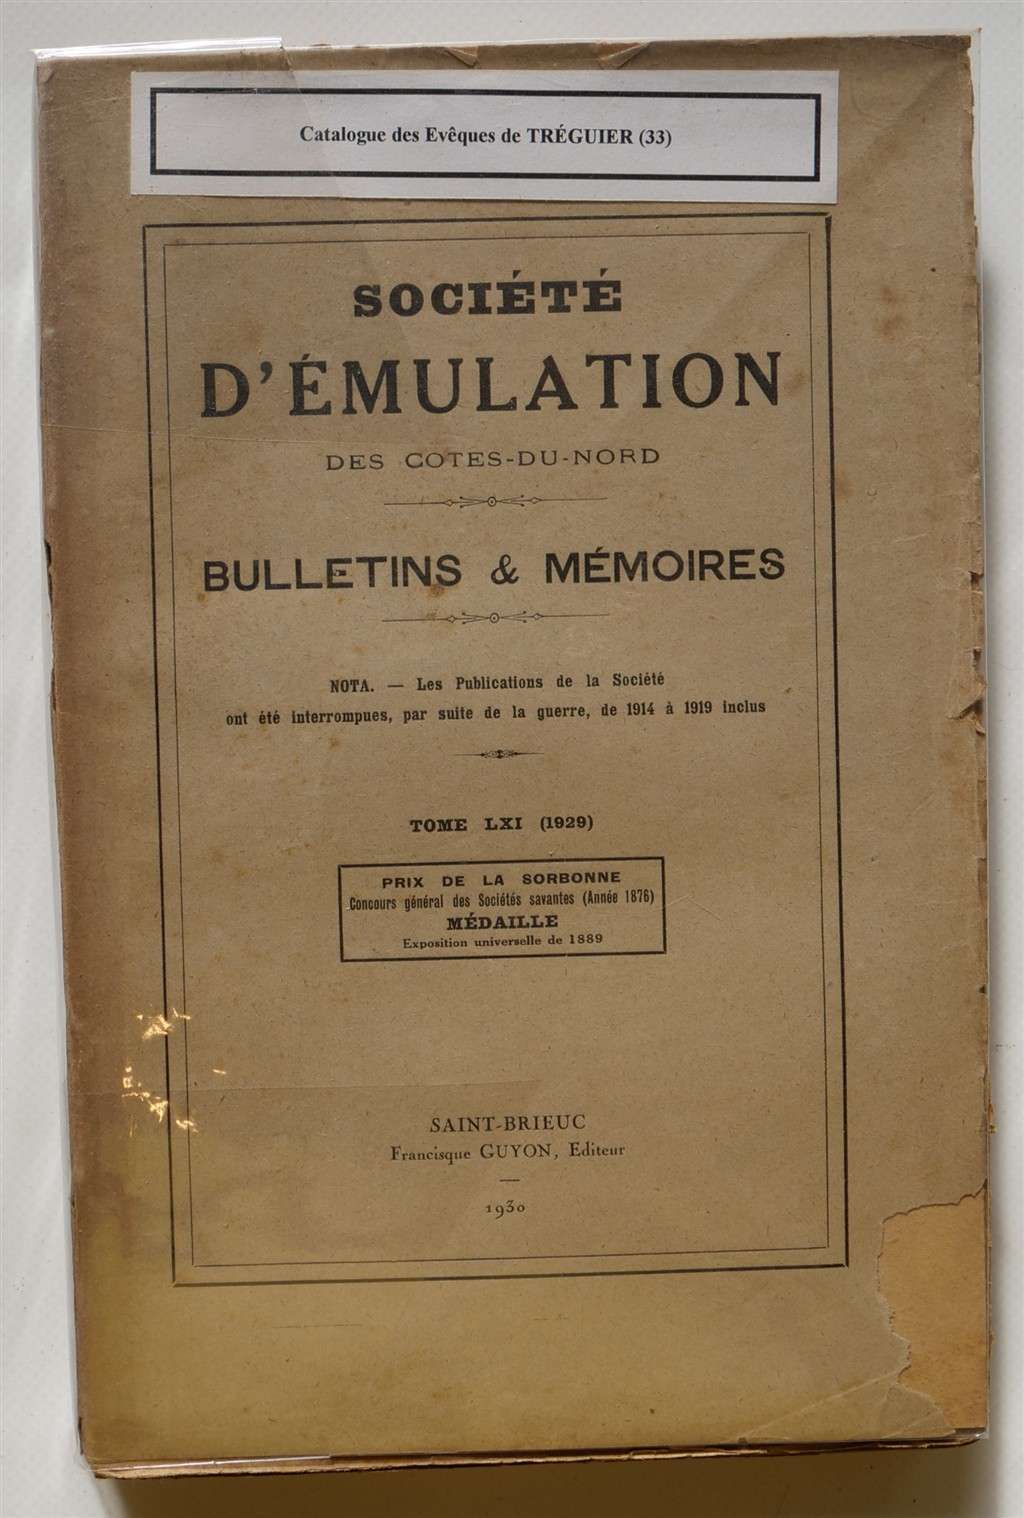 Catalogue des Evêques de TRÉGUIER (33)
SOCIÉTÉ
D'ÉMULATION
DES COTES-DU-NORD
BULLETINS & MÉMOIRES
NOTA. — Les Publications de la Société
ont été interrompues, par suite de la guerre, de 1914 à 1919 inclus
TOME LXI (1929)
PRIX DE LA SORBONNE
Concours général des Sociétés savantes (Année 1876)
MÉDAILLE
Exposition universelle de 1889
SAINT-BRIEUC
Francisque GUYON, Editeur
—
1930